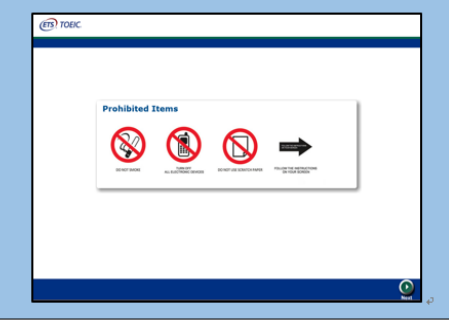 ETS TOEIC.
Prohibited Items
DO NOT SMOKE
TURN OFF
ALL ELECTRONIC DEVICES
DO NOT USE SCRATCH PAPER
FOLLOW THE INSTRUCTIONS
ON YOUR SCREEN
Next